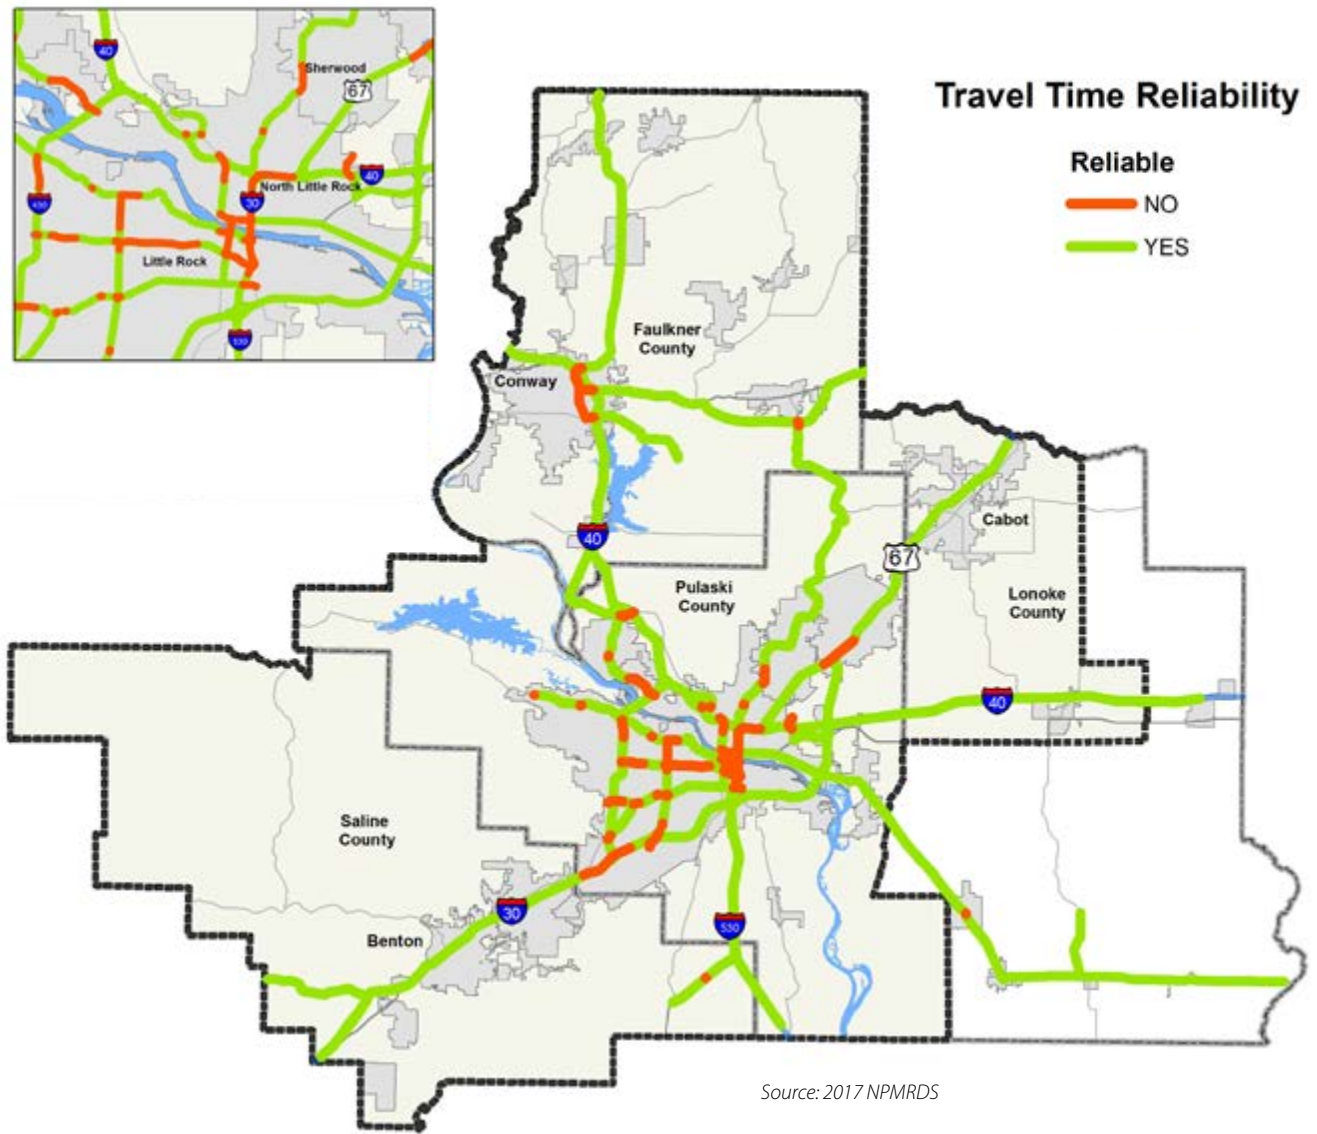 Travel Time Reliability
Reliable
NO
YES
40
Sherwood
67
40
North Little Rock
430
30
Little Rock
530
Faulkner
County
Conway
40
Cabot
67
Pulaski
County
Lonoke
County
40
Saline
County
30
Benton
530
Source: 2017 NPMRDS